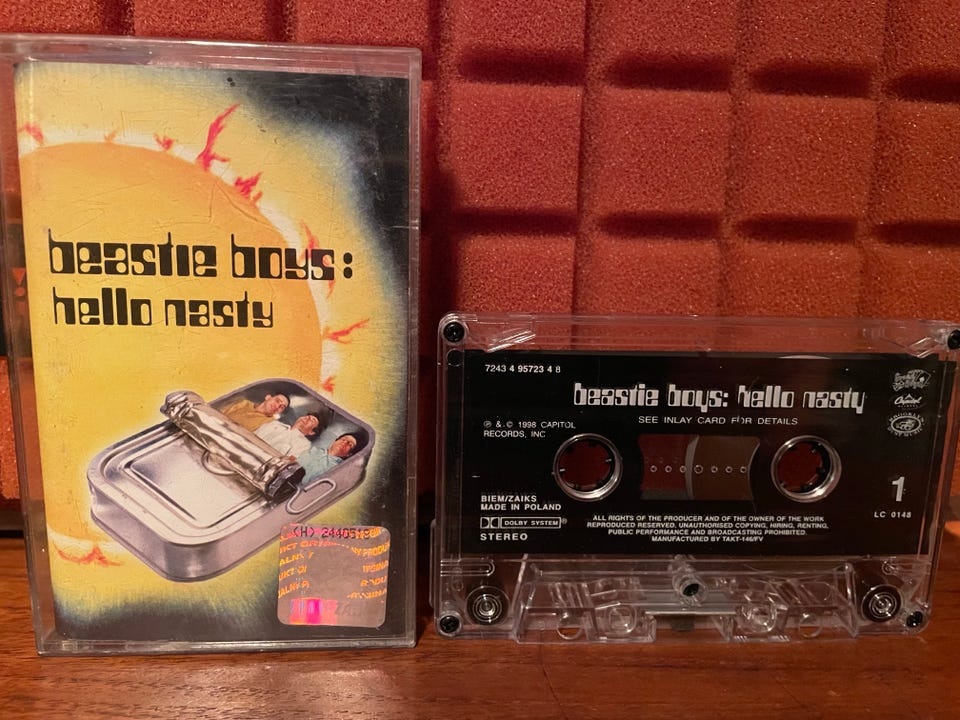 beastie boys:
hello nasty
(H) 2440513
7243 4 95723 4 8
beastie boys: hello nasty
SEE INLAY CARD FOR DETAILS
℗ & © 1998 CAPITOL
RECORDS, INC
Capitol
BIEM/ZAIKS
MADE IN POLAND
DOLBY SYSTEM®
STEREO
1
LC 0148
ALL RIGHTS OF THE PRODUCER AND OF THE OWNER OF THE WORK
REPRODUCED RESERVED. UNAUTHORISED COPYING, HIRING, RENTING,
PUBLIC PERFORMANCE AND BROADCASTING PROHIBITED.
MANUFACTURED BY TAKT-146/FV